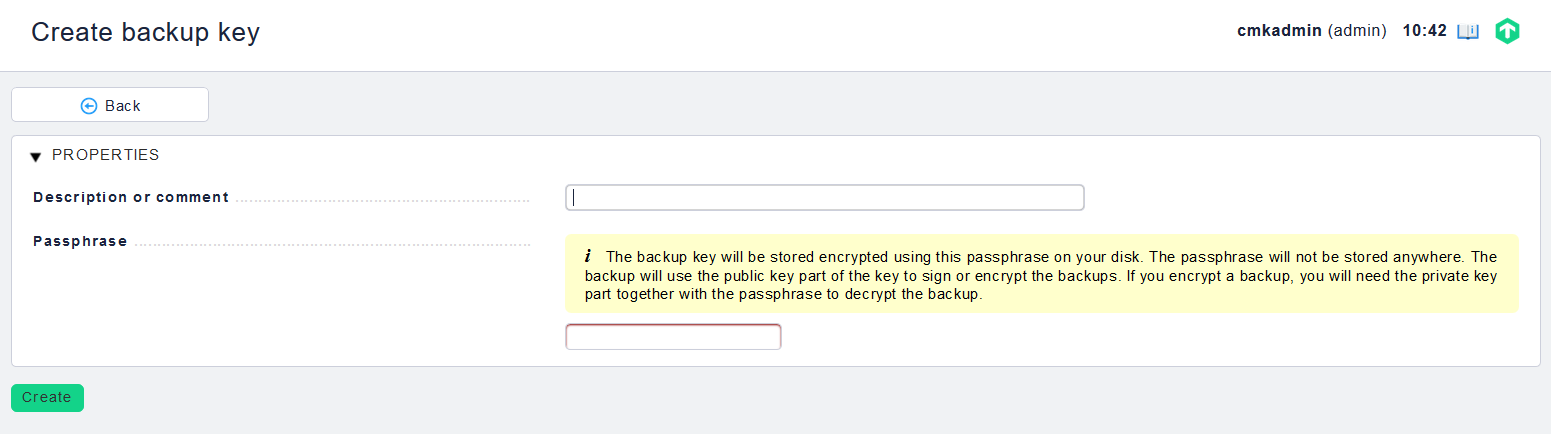 Create backup key
cmkadmin (admin) 10:42
Back
PROPERTIES
Description or comment
Passphrase
i The backup key will be stored encrypted using this passphrase on your disk. The passphrase will not be stored anywhere. The
backup will use the public key part of the key to sign or encrypt the backups. If you encrypt a backup, you will need the private key
part together with the passphrase to decrypt the backup.
Create